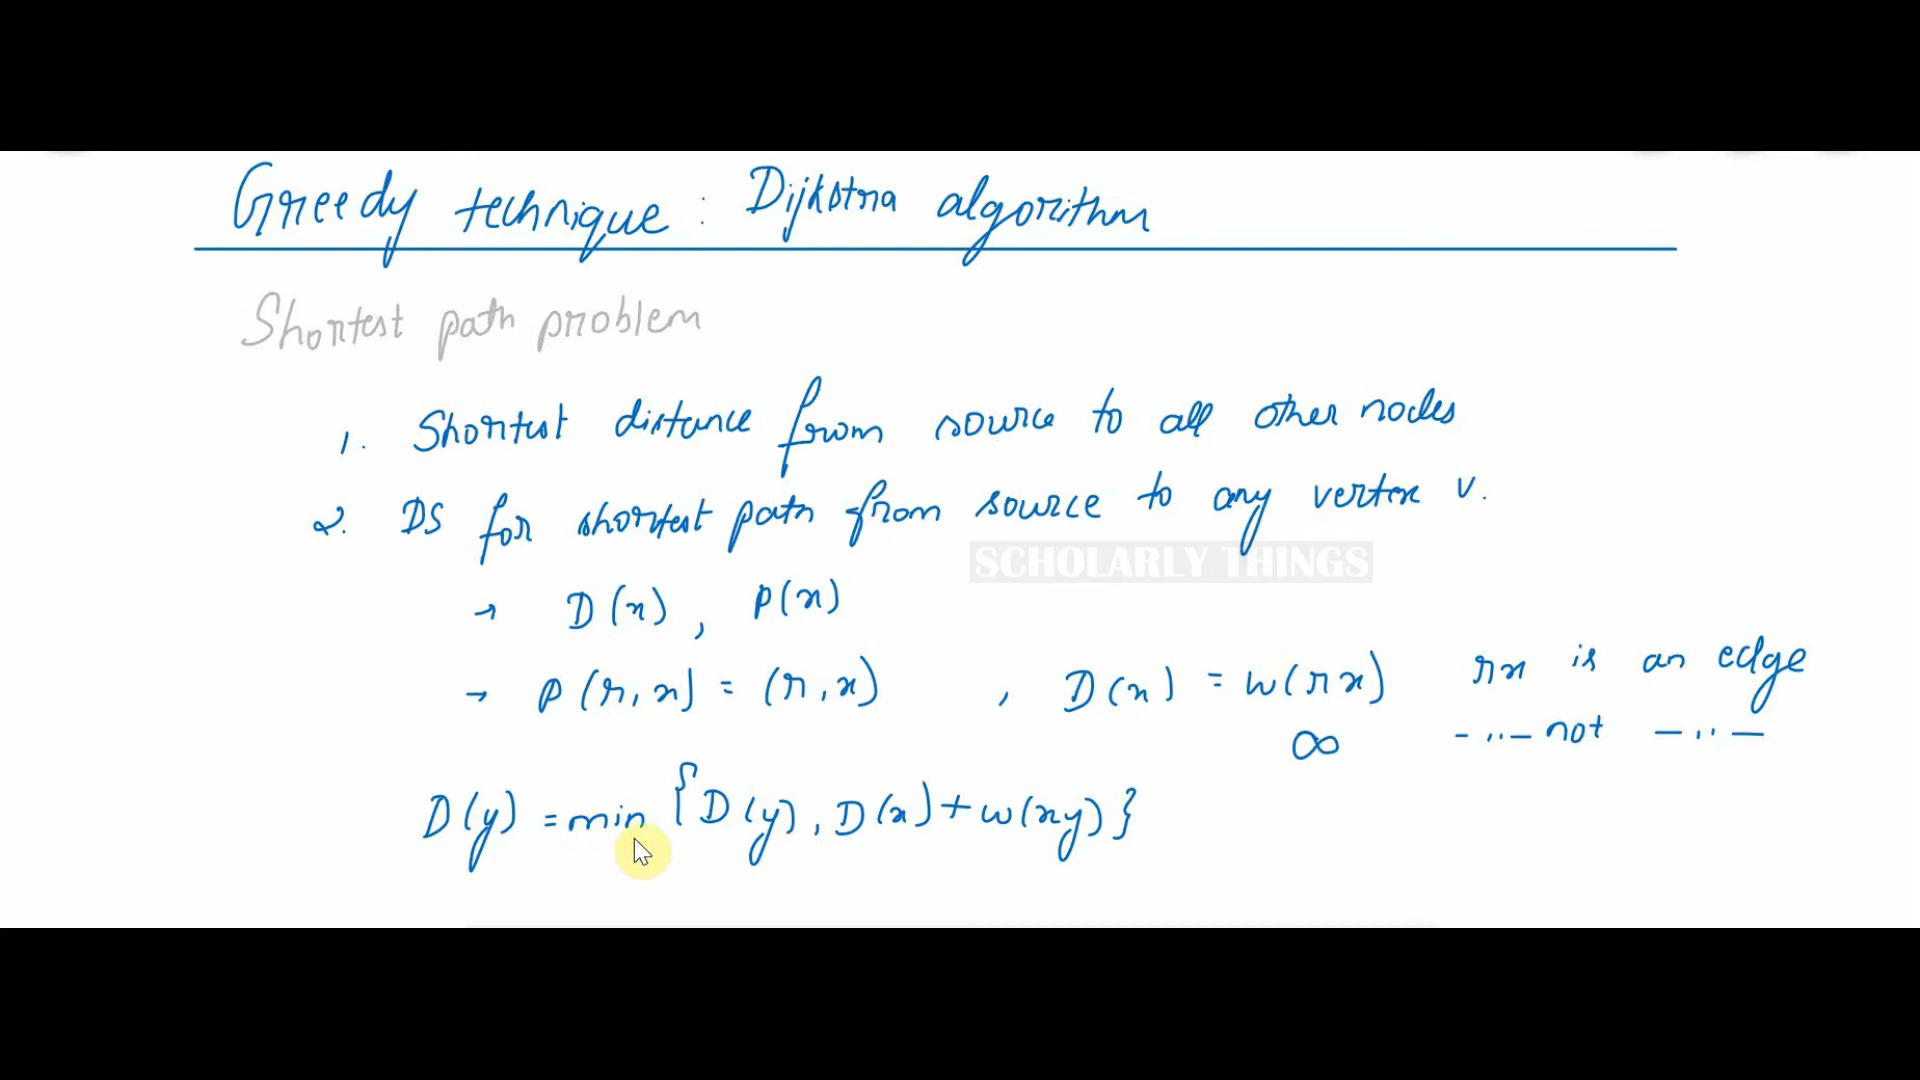 Greedy technique : Dijkstra algorithm
Shortest path problem
1. Shortest distance from source to all other nodes
2. DS for shortest path from source to any vertex v.
SCHOLARLY THINGS
→ D(x) , P(x)
→ P(r,x) = (r,x) , D(x) = w(rx) rx is an edge
∞ -..- not -..-
D(y) = min {D(y), D(x)+w(xy)}